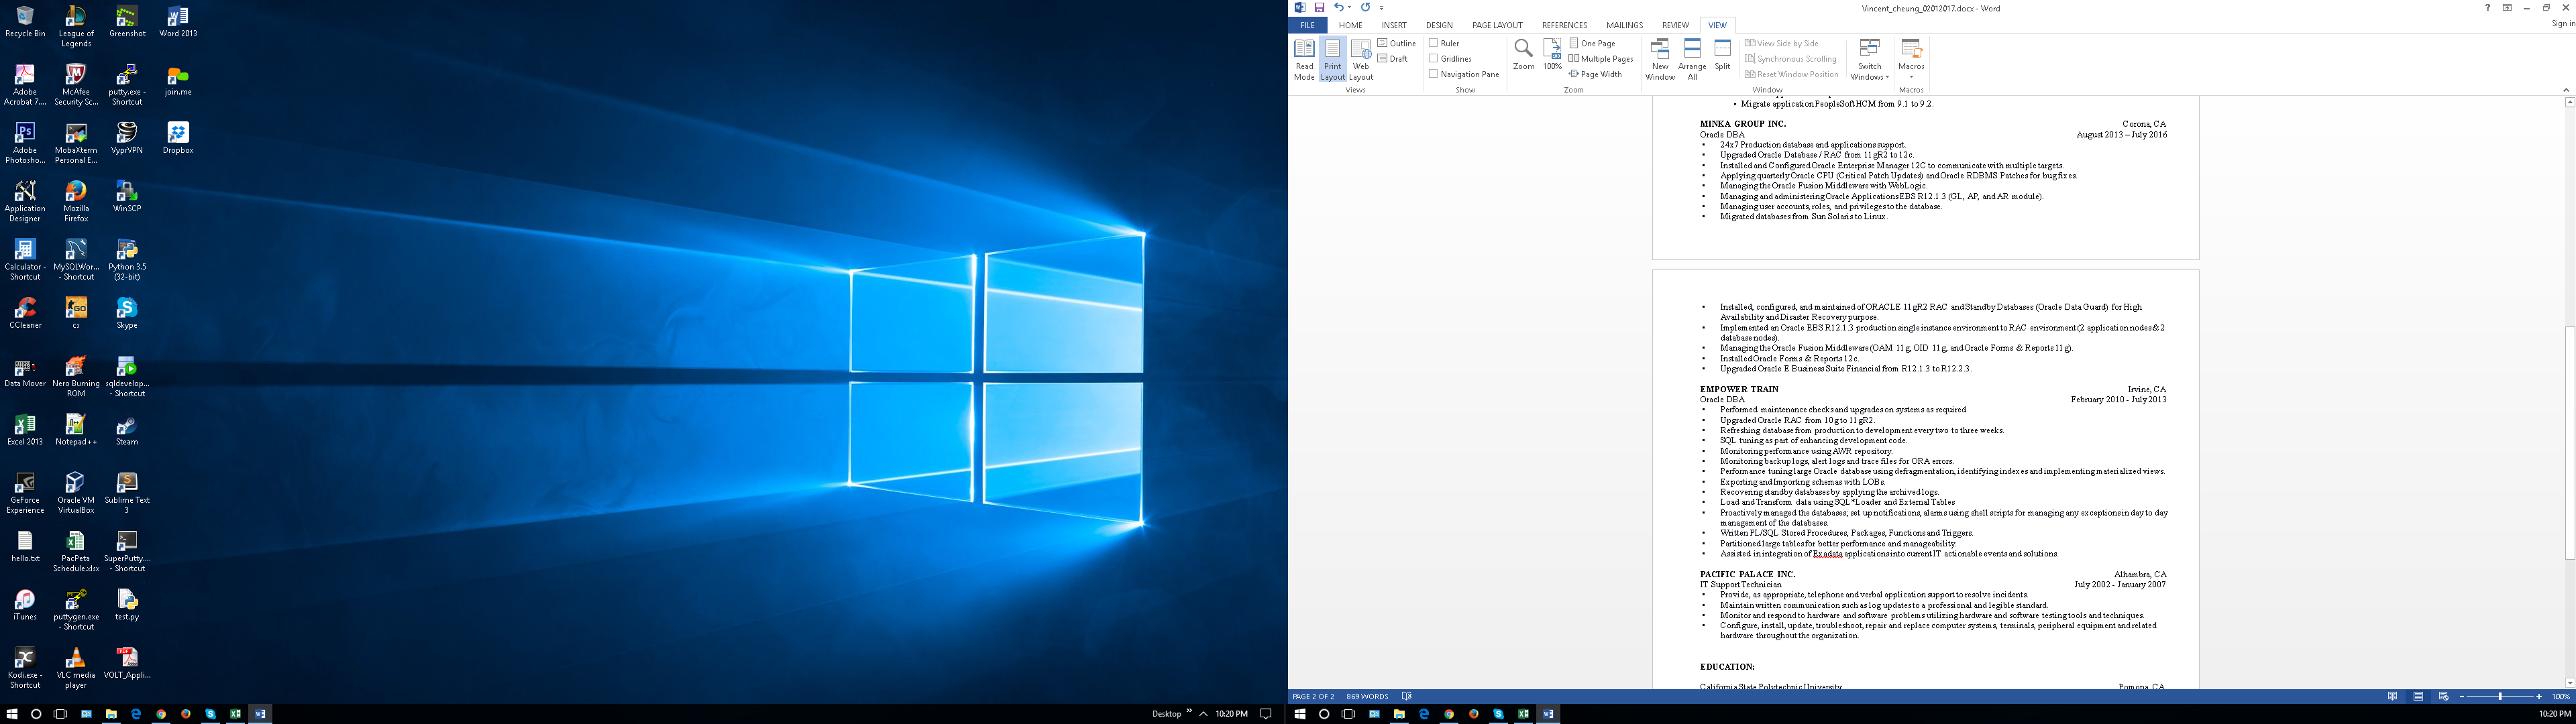 Recycle Bin
League of Legends
Greenshot
Word 2013
Adobe Acrobat 7....
McAfee Security Sc...
putty.exe - Shortcut
join.me
Adobe Photosho...
MobaXterm Personal E...
VyprVPN
Dropbox
Application Designer
Mozilla Firefox
WinSCP
Calculator - Shortcut
MySQLWor... - Shortcut
Python 3.5 (32-bit)
CCleaner
cs
Skype
Data Mover
Nero Burning ROM
sqldevelop... - Shortcut
Excel 2013
Notepad++
Steam
GeForce Experience
Oracle VM VirtualBox
Sublime Text 3
hello.txt
PacPeta Schedule.xlsx
SuperPutty.... - Shortcut
iTunes
puttygen.exe - Shortcut
test.py
Kodi.exe - Shortcut
VLC media player
VOLT_Appli...
Desktop
10:20 PM
Vincent_cheung_02012017.docx - Word
FILE HOME INSERT DESIGN PAGE LAYOUT REFERENCES MAILINGS REVIEW VIEW
Sign in
Read Mode
Print Layout
Web Layout
Outline
Draft
Views
Ruler
Gridlines
Navigation Pane
Show
Zoom
100%
One Page
Multiple Pages
Page Width
Zoom
New Window
Arrange All
Split
View Side by Side
Synchronous Scrolling
Reset Window Position
Window
Switch Windows
Macros
Macros
• Migrate application PeopleSoft HCM from 9.1 to 9.2.
MINKA GROUP INC. Corona, CA
Oracle DBA August 2013 – July 2016
• 24x7 Production database and applications support.
• Upgraded Oracle Database / RAC from 11gR2 to 12c.
• Installed and Configured Oracle Enterprise Manager 12C to communicate with multiple targets.
• Applying quarterly Oracle CPU (Critical Patch Updates) and Oracle RDBMS Patches for bug fixes.
• Managing the Oracle Fusion Middleware with WebLogic.
• Managing and administering Oracle Applications EBS R12.1.3 (GL, AP, and AR module).
• Managing user accounts, roles, and privileges to the database.
• Migrated databases from Sun Solaris to Linux.
• Installed, configured, and maintained of ORACLE 11gR2 RAC and Standby Databases (Oracle Data Guard) for High
Availability and Disaster Recovery purpose.
• Implemented an Oracle EBS R12.1.3 production single instance environment to RAC environment (2 application nodes & 2
database nodes).
• Managing the Oracle Fusion Middleware (OAM 11g, OID 11g, and Oracle Forms & Reports 11g).
• Installed Oracle Forms & Reports 12c.
• Upgraded Oracle E Business Suite Financial from R12.1.3 to R12.2.3.
EMPOWER TRAIN Irvine, CA
Oracle DBA February 2010 - July 2013
• Performed maintenance checks and upgrades on systems as required
• Upgraded Oracle RAC from 10g to 11gR2.
• Refreshing database from production to development every two to three weeks.
• SQL tuning as part of enhancing development code.
• Monitoring performance using AWR repository.
• Monitoring backup logs, alert logs and trace files for ORA errors.
• Performance tuning large Oracle database using defragmentation, identifying indexes and implementing materialized views.
• Exporting and Importing schemas with LOBs.
• Recovering standby databases by applying the archived logs.
• Load and Transform data using SQL*Loader and External Tables
• Proactively managed the databases; set up notifications, alarms using shell scripts for managing any exceptions in day to day
management of the databases.
• Written PL/SQL Stored Procedures, Packages, Functions and Triggers.
• Partitioned large tables for better performance and manageability.
• Assisted in integration of Exadata applications into current IT actionable events and solutions.
PACIFIC PALACE INC. Alhambra, CA
IT Support Technician July 2002 - January 2007
• Provide, as appropriate, telephone and verbal application support to resolve incidents.
• Maintain written communication such as log updates to a professional and legible standard.
• Monitor and respond to hardware and software problems utilizing hardware and software testing tools and techniques.
• Configure, install, update, troubleshoot, repair and replace computer systems, terminals, peripheral equipment and related
hardware throughout the organization.
EDUCATION:
California State Polytechnic University Pomona, CA
PAGE 2 OF 2 869 WORDS
100%
10:20 PM